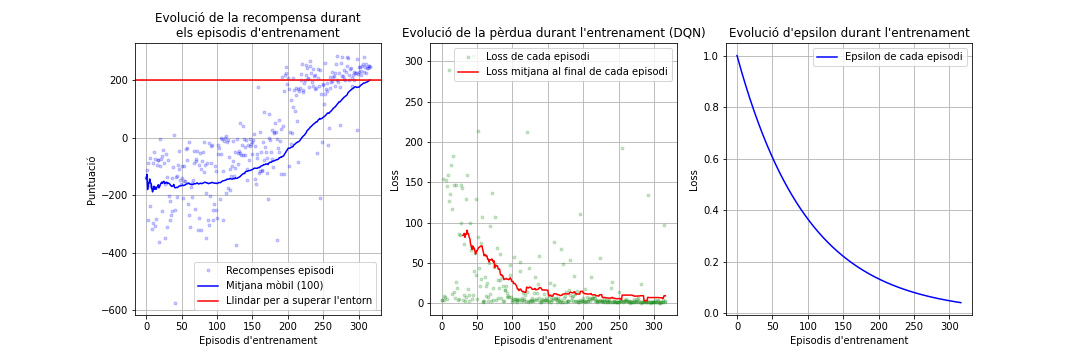 Evolució de la recompensa durant
els episodis d'entrenament
Puntuació
200
0
−200
−400
−600
0
50
100
150
200
250
300
Recompenses episodi
Mitjana mòbil (100)
Llindar per a superar l'entorn
Episodis d'entrenament
Evolució de la pèrdua durant l'entrenament (DQN)
Loss
300
250
200
150
100
50
0
0
50
100
150
200
250
300
Loss de cada episodi
Loss mitjana al final de cada episodi
Episodis d'entrenament
Evolució d'epsilon durant l'entrenament
Loss
1.0
0.8
0.6
0.4
0.2
0.0
0
50
100
150
200
250
300
Epsilon de cada episodi
Episodis d'entrenament